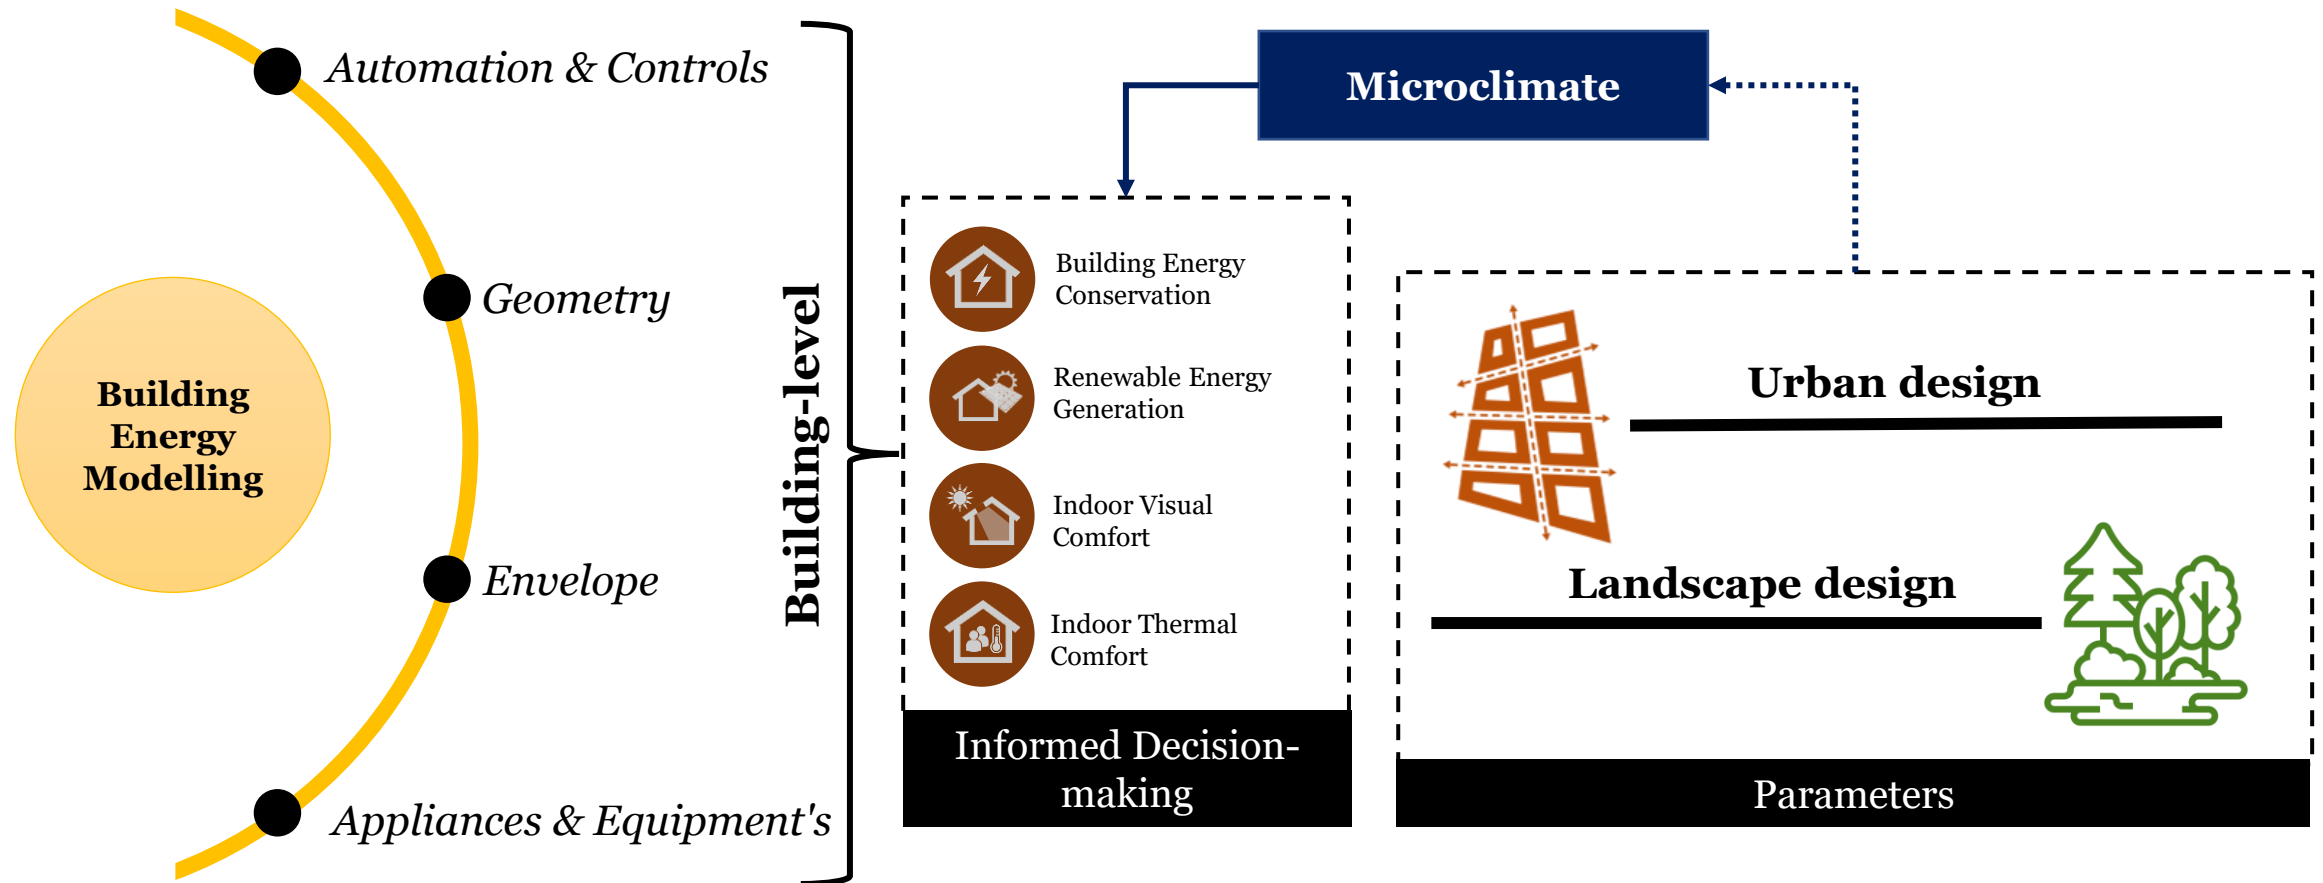 Automation & Controls
Geometry
Building
Energy
Modelling
Envelope
Appliances & Equipment's
Building-level
Microclimate
Building Energy
Conservation
Renewable Energy
Generation
Indoor Visual
Comfort
Indoor Thermal
Comfort
Informed Decision-
making
Urban design
Landscape design
Parameters